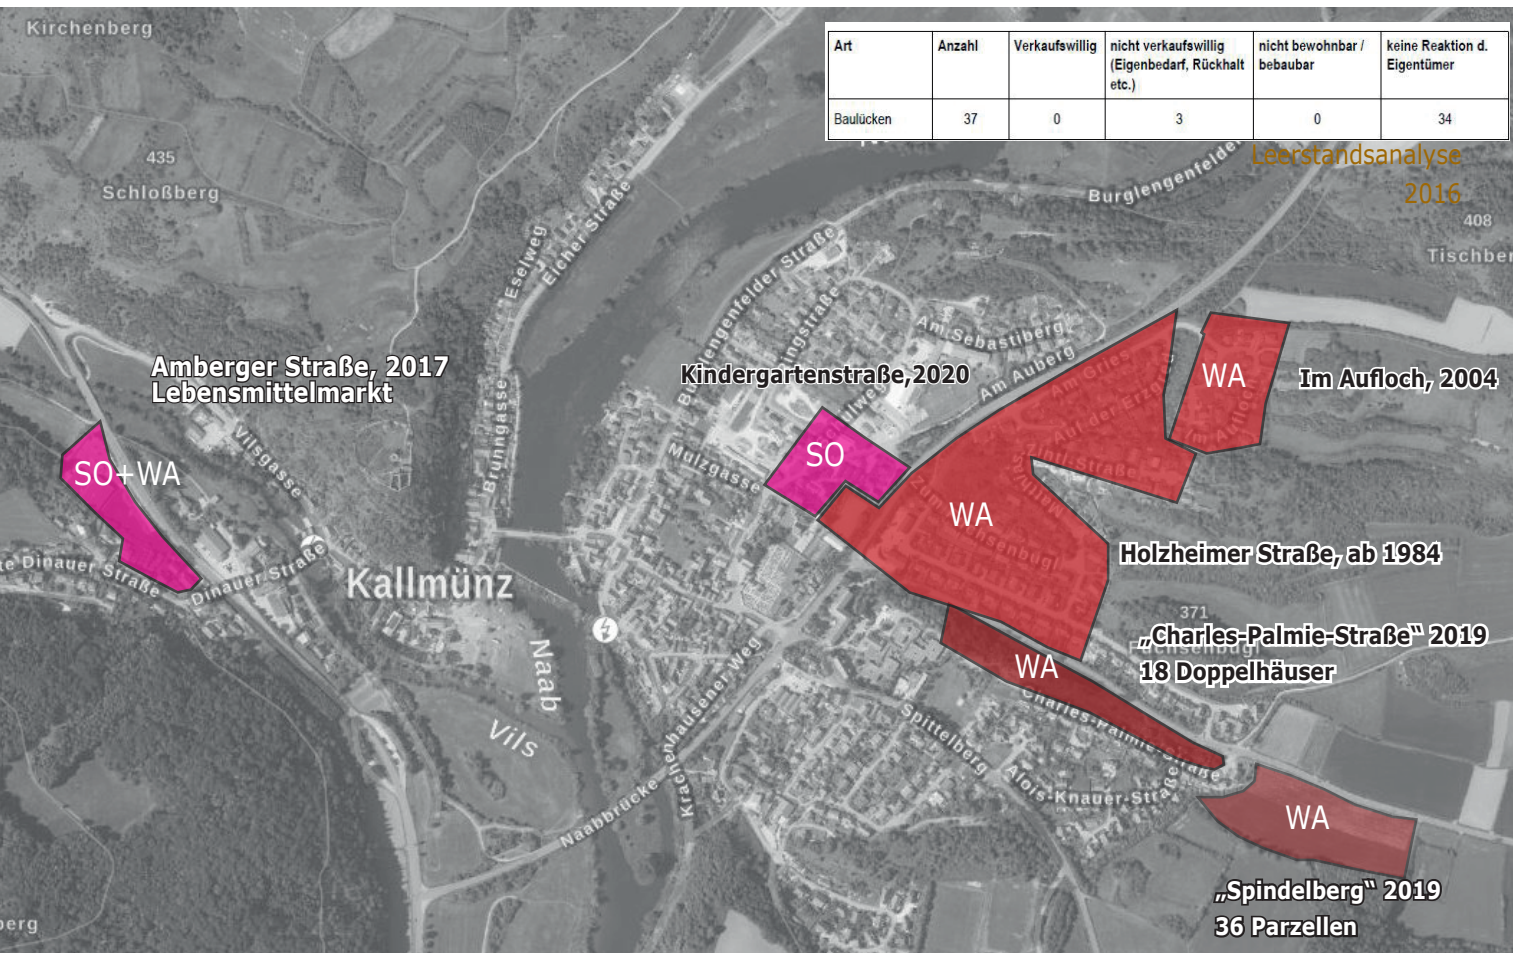 Kirchenberg
Art
Anzahl
Verkaufswillig
nicht verkaufswillig
(Eigenbedarf, Rückhalt
etc.)
nicht bewohnbar /
bebaubar
keine Reaktion d.
Eigentümer
Baulücken
37
0
3
0
34
Leerstandsanalyse
2016
435
Schloßberg
Burglengenfelder
408
Eselweg
Eicher Straße
Burglengenfelder Straße
Am Sebastiberg
Am Auberg
Am Gries
Amberger Straße, 2017
Lebensmittelmarkt
Kindergartenstraße,2020
WA
Im Aufloch, 2004
Brunngasse
Vilsgasse
Mulzgasse
SO
SO+WA
WA
Dinauer Straße
Dinauer Straße
Kallmünz
Holzheimer Straße, ab 1984
371
„Charles-Palmie-Straße" 2019
18 Doppelhäuser
WA
Naab
Vils
Krachenhausener Weg
Naabbrücke
Spittelberg
Charles-Palmie-Straße
Alois-Knauer-Straße
WA
„Spindelberg" 2019
36 Parzellen